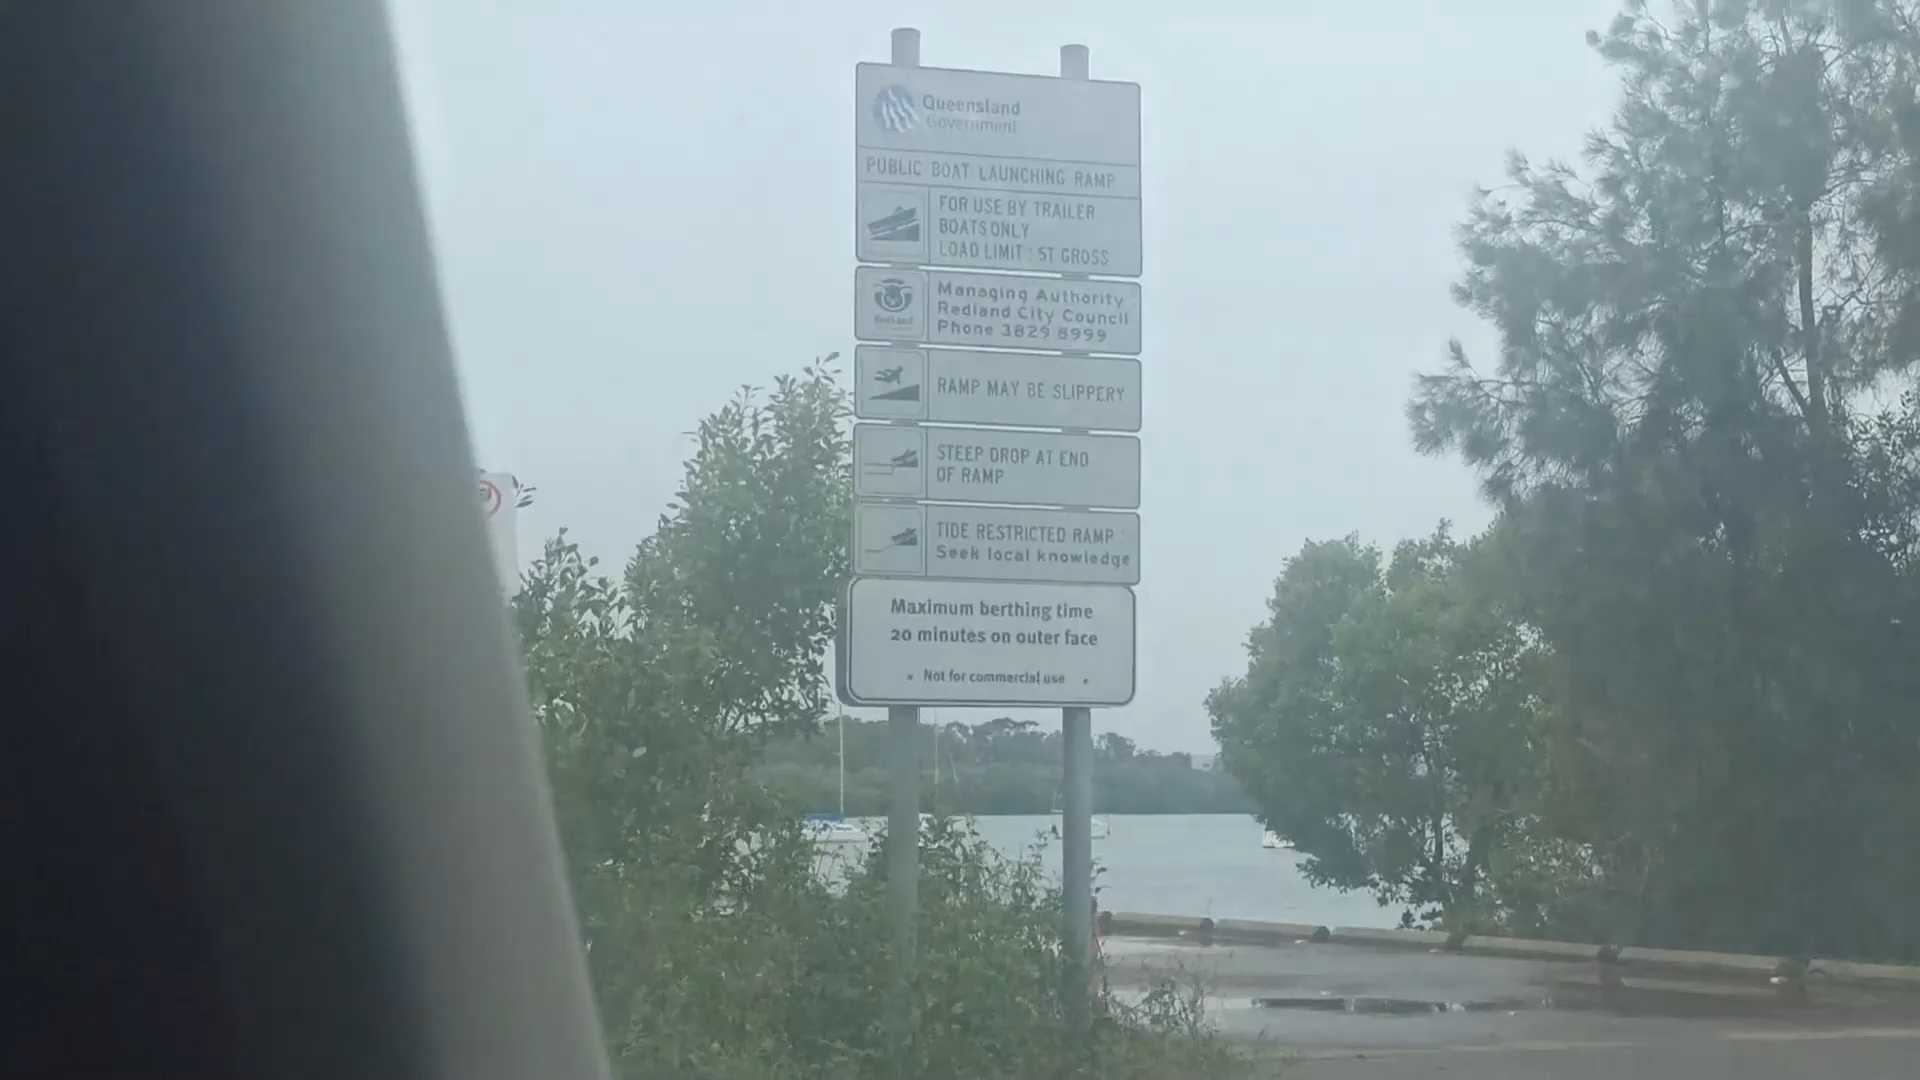 Queensland
Government
PUBLIC BOAT LAUNCHING RAMP
FOR USE BY TRAILER
BOATS ONLY
LOAD LIMIT : 5T GROSS
Managing Authority
Redland City Council
Phone 3829 8999
RAMP MAY BE SLIPPERY
STEEP DROP AT END
OF RAMP
TIDE RESTRICTED RAMP :
Seek local knowledge
Maximum berthing time
20 minutes on outer face
• Not for commercial use •